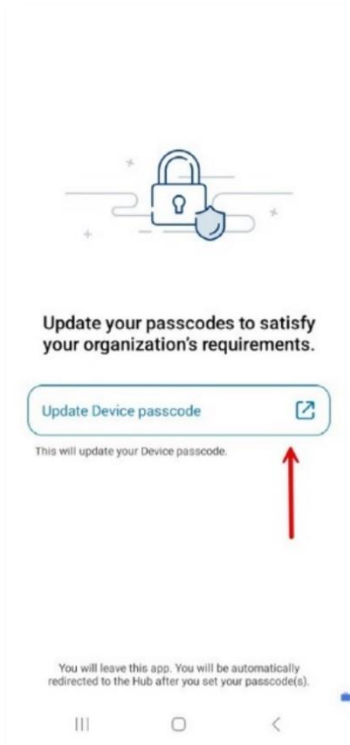 Update your passcodes to satisfy
your organization's requirements.
Update Device passcode
This will update your Device passcode.
You will leave this app. You will be automatically
redirected to the Hub after you set your passcode(s).